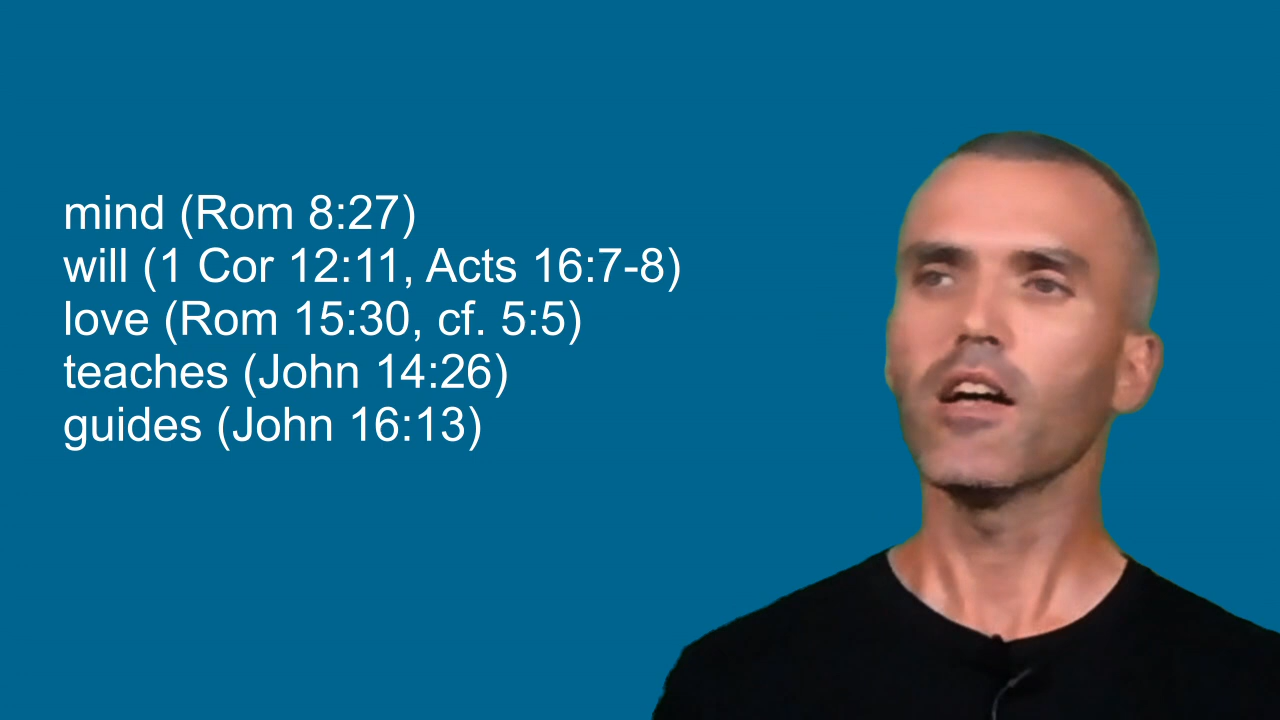 mind (Rom 8:27)
will (1 Cor 12:11, Acts 16:7-8)
love (Rom 15:30, cf. 5:5)
teaches (John 14:26)
guides (John 16:13)